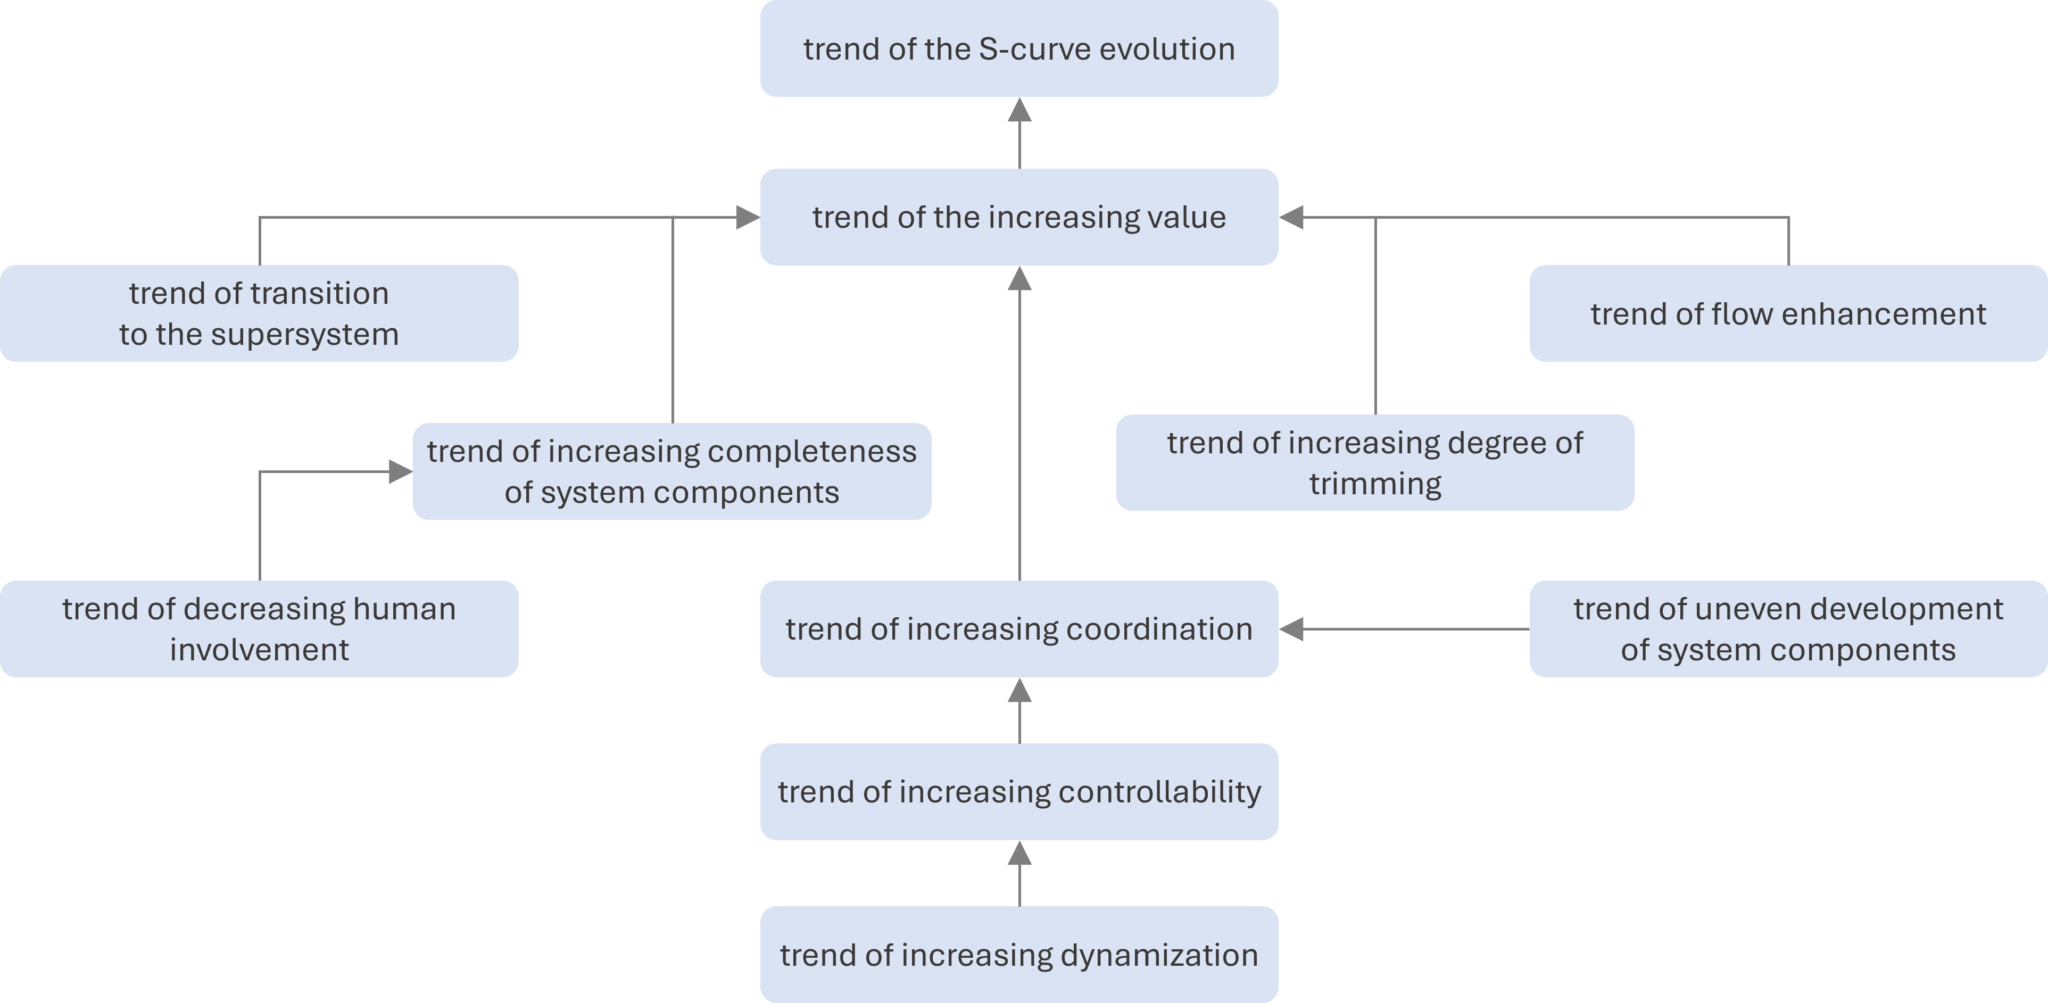 trend of the S-curve evolution
trend of the increasing value
trend of transition
to the supersystem
trend of flow enhancement
trend of increasing completeness
of system components
trend of increasing degree of
trimming
trend of decreasing human
involvement
trend of increasing coordination
trend of uneven development
of system components
trend of increasing controllability
trend of increasing dynamization